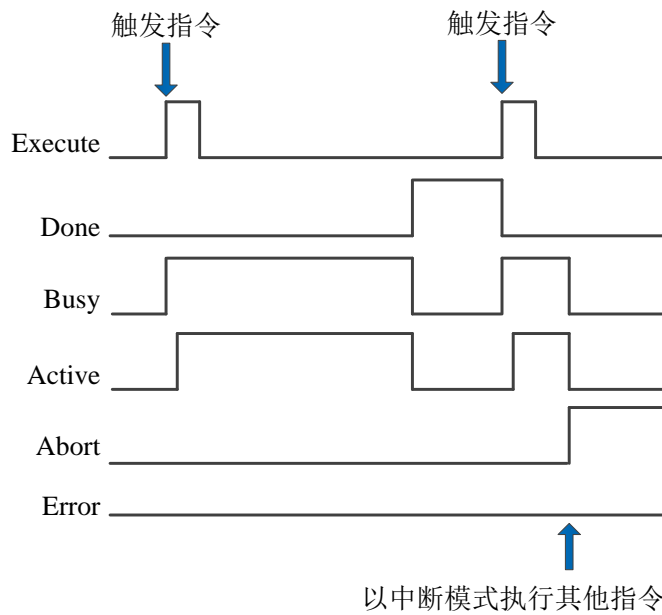 触发指令 触发指令
Execute
Done
Busy
Active
Abort
Error
以中断模式执行其他指令